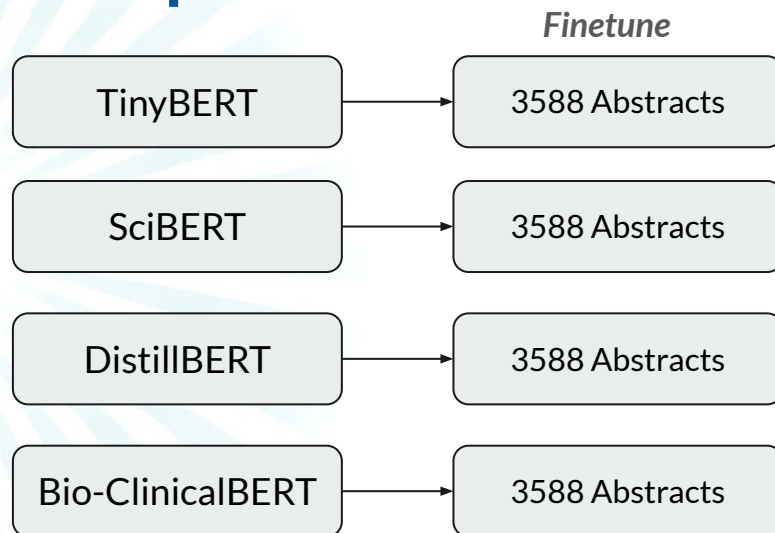 Finetune
TinyBERT
3588 Abstracts
SciBERT
3588 Abstracts
DistillBERT
3588 Abstracts
Bio-ClinicalBERT
3588 Abstracts